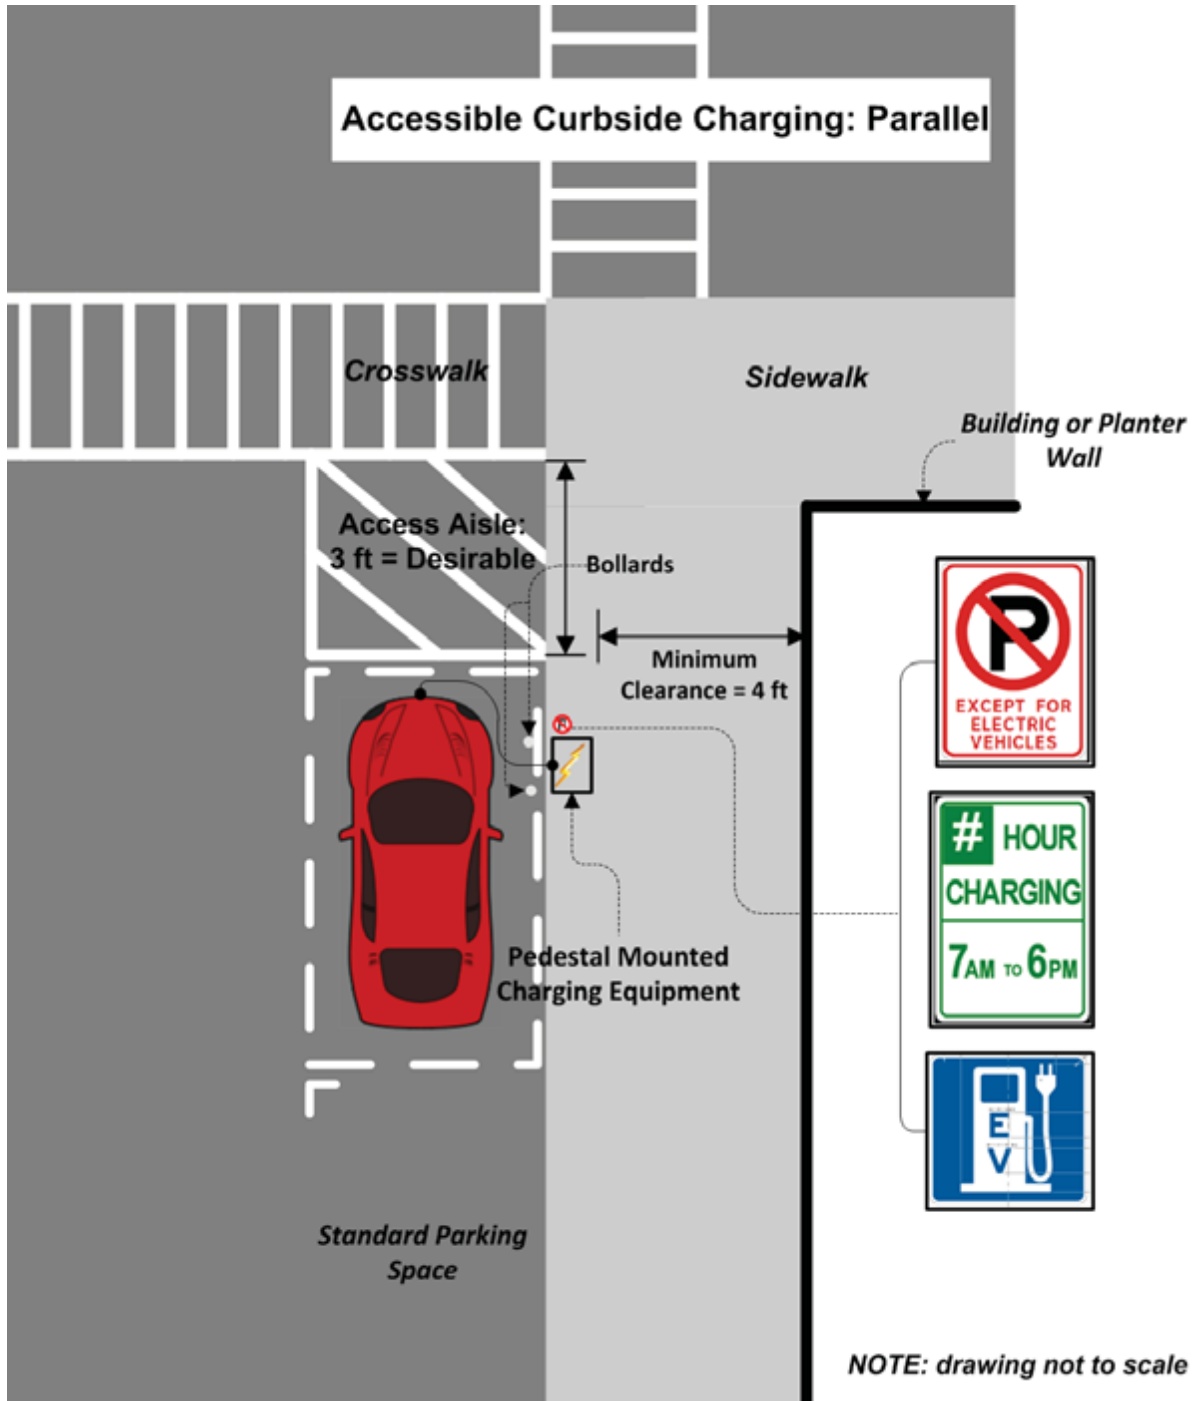 Accessible Curbside Charging: Parallel
Crosswalk
Sidewalk
Building or Planter
Wall
Access Aisle:
3 ft = Desirable
Bollards
Minimum
Clearance = 4 ft
P
EXCEPT FOR
ELECTRIC
VEHICLES
# HOUR
CHARGING
7AM TO 6PM
Pedestal Mounted
Charging Equipment
E
V
Standard Parking
Space
NOTE: drawing not to scale